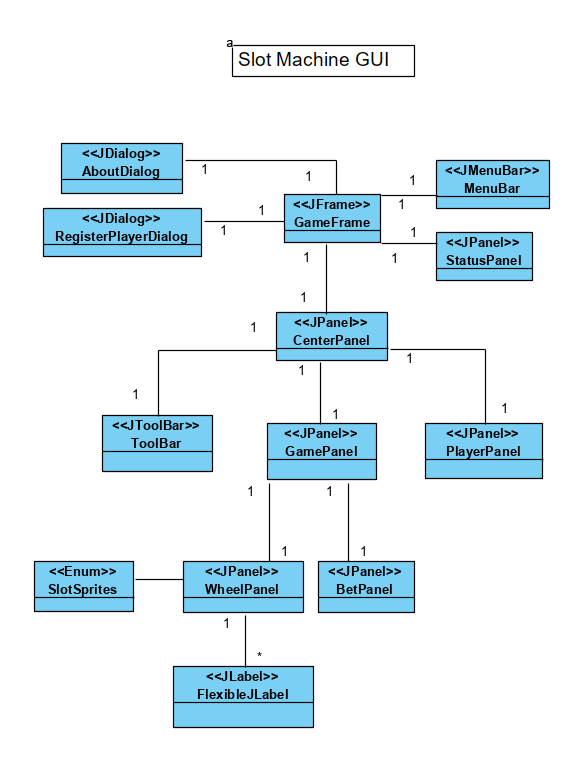 a
Slot Machine GUI
<<JDialog>>
AboutDialog
1
1
<<JMenuBar>>
MenuBar
1
1
<<JDialog>>
RegisterPlayerDialog
1
1
<<JFrame>>
GameFrame
1
1
<<JPanel>>
StatusPanel
1
1
<<JPanel>>
CenterPanel
1
1
1
1
<<JToolBar>>
ToolBar
1
<<JPanel>>
GamePanel
1
<<JPanel>>
PlayerPanel
1
1
1
1
<<Enum>>
SlotSprites
<<JPanel>>
WheelPanel
<<JPanel>>
BetPanel
1
*
<<JLabel>>
FlexibleJLabel